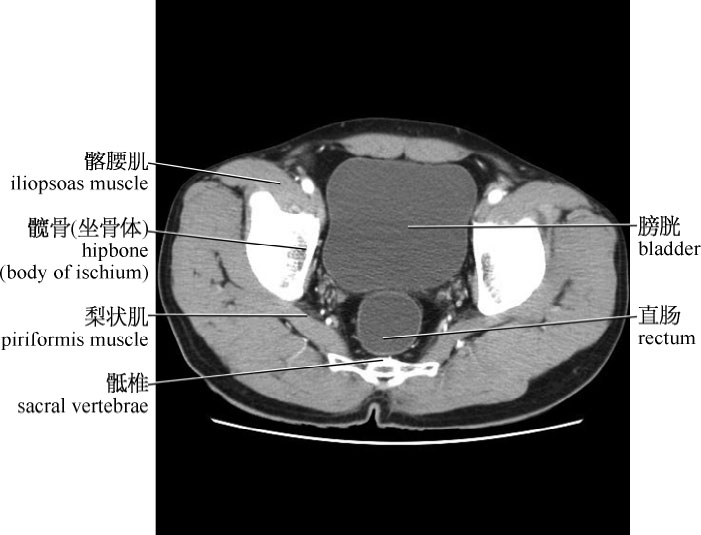 髂腰肌
iliopsoas muscle
髋骨(坐骨体)
hipbone
(body of ischium)
梨状肌
piriformis muscle
骶椎
sacral vertebrae
膀胱
bladder
直肠
rectum